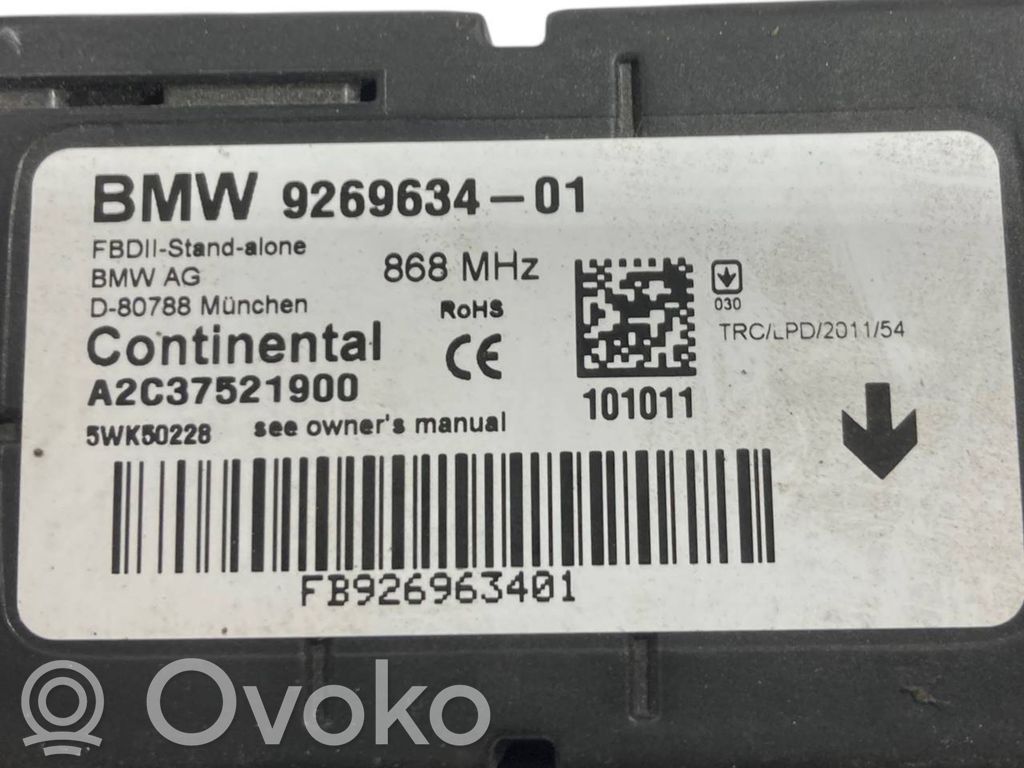 BMW 9269634-01
FBDII-Stand-alone
BMW AG
D-80788 München
868 MHz
RoHS
Continental
CE
A2C37521900
5WK50228 see owner's manual
101011
030
TRC/LPD/2011/54
FB926963401
Ovoko